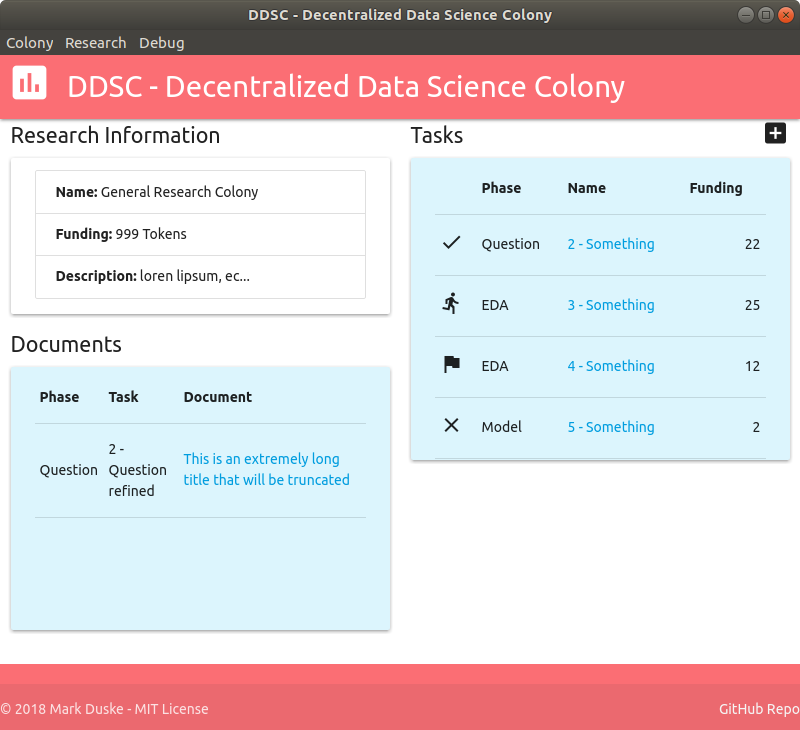 DDSC - Decentralized Data Science Colony
Colony Research Debug
DDSC - Decentralized Data Science Colony
Research Information
Name: General Research Colony
Funding: 999 Tokens
Description: loren lipsum, ec...
Documents
Phase Task Document
Question
2 -
Question
refined
This is an extremely long
title that will be truncated
Tasks
Phase Name Funding
Question 2 - Something 22
EDA 3 - Something 25
EDA 4 - Something 12
Model 5 - Something 2
© 2018 Mark Duske - MIT License
GitHub Repo